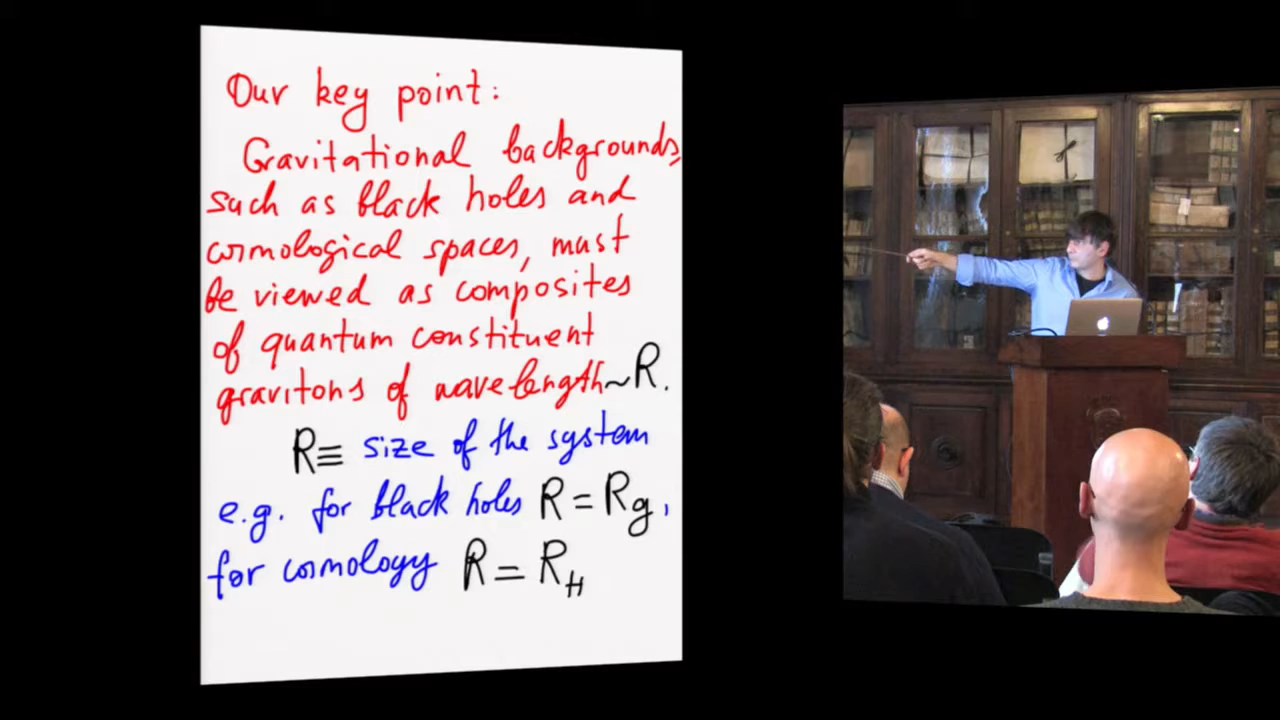 Our key point:
Gravitational backgrounds,
such as black holes and
cosmological spaces, must
be viewed as composites
of quantum constituent
gravitons of wavelength ~ R.
R ≡ size of the system
e.g. for black holes R = Rg,
for cosmology R = R_H